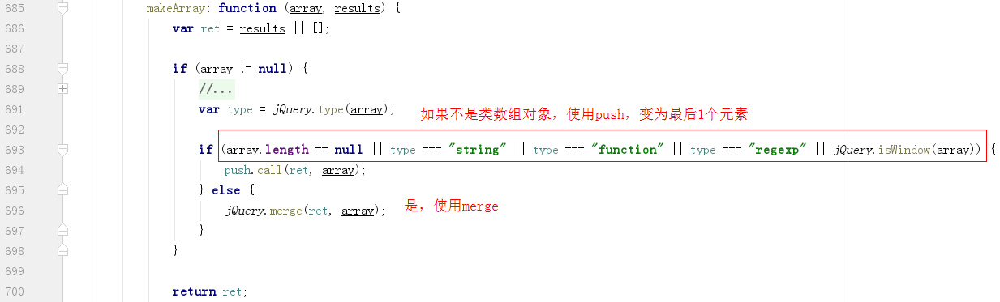 685 makeArray: function (array, results) {
686 var ret = results || [];
687
688 if (array != null) {
689 //...
691 var type = jQuery.type(array);
如果不是类数组对象，使用push，变为最后1个元素
692
693 if (array.length == null || type === "string" || type === "function" || type === "regexp" || jQuery.isWindow(array)) {
694 push.call(ret, array);
695 } else {
是，使用merge
696 jQuery.merge(ret, array);
697 }
698 }
699
700 return ret;